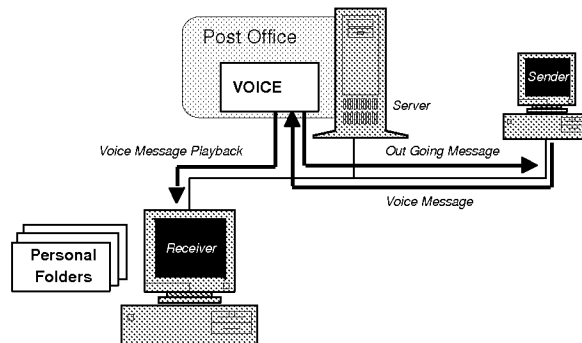 Post Office
VOICE
Sender
Server
Voice Message Playback
Out Going Message
Voice Message
Receiver
Personal
Folders